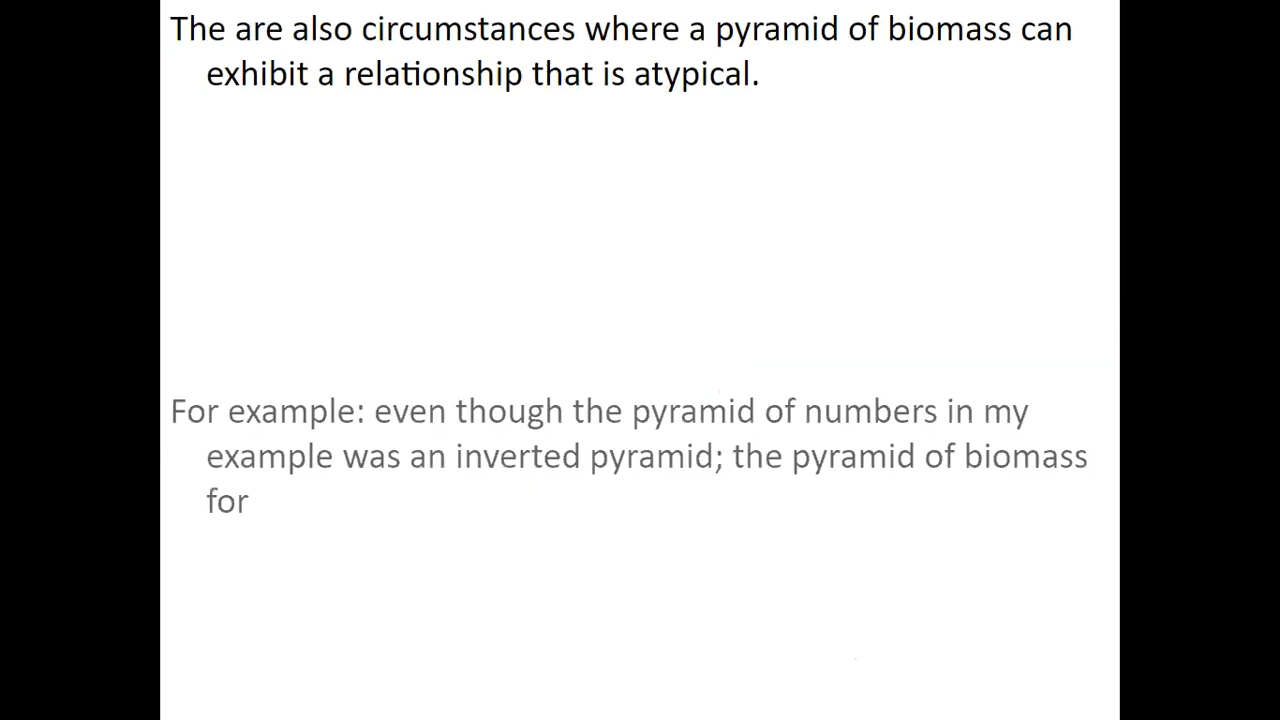 The are also circumstances where a pyramid of biomass can
exhibit a relationship that is atypical.
For example: even though the pyramid of numbers in my
example was an inverted pyramid; the pyramid of biomass
for